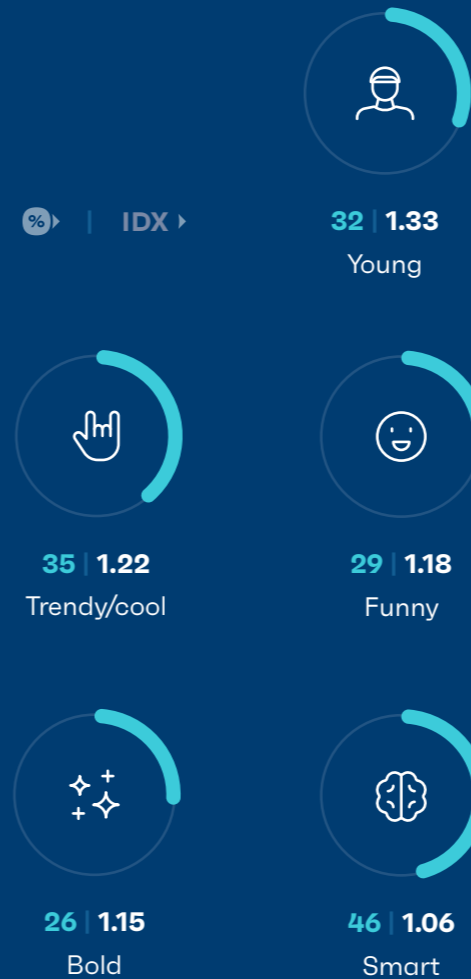 % | IDX
32 | 1.33
Young
35 | 1.22
Trendy/cool
29 | 1.18
Funny
26 | 1.15
Bold
46 | 1.06
Smart